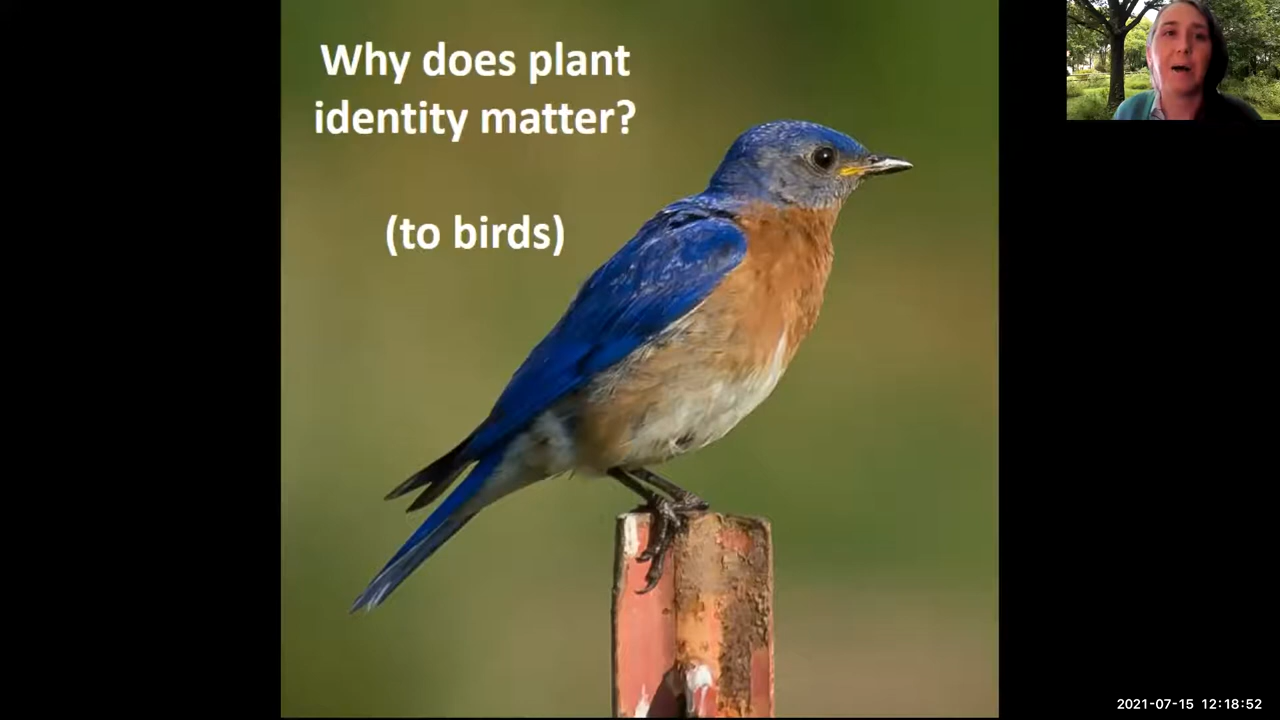 Why does plant
identity matter?
(to birds)
2021-07-15 12:18:52